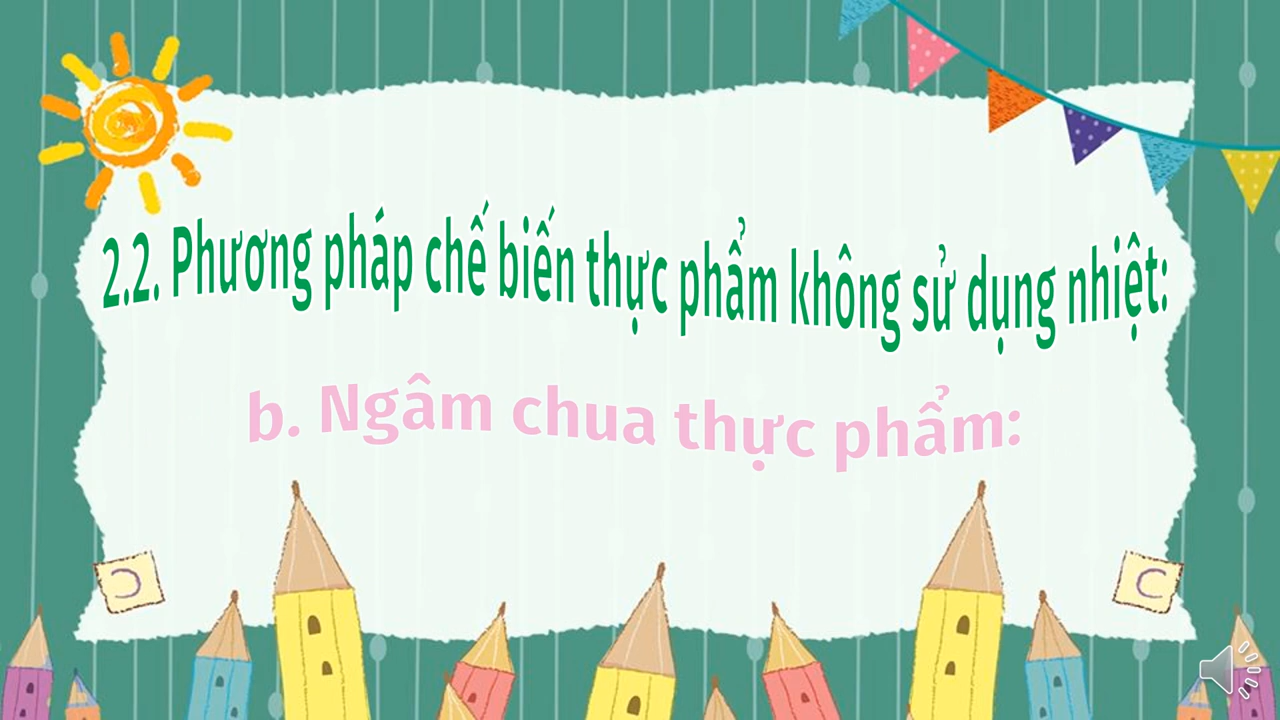 2.2. Phương pháp chế biến thực phẩm không sử dụng nhiệt:
b. Ngâm chua thực phẩm: